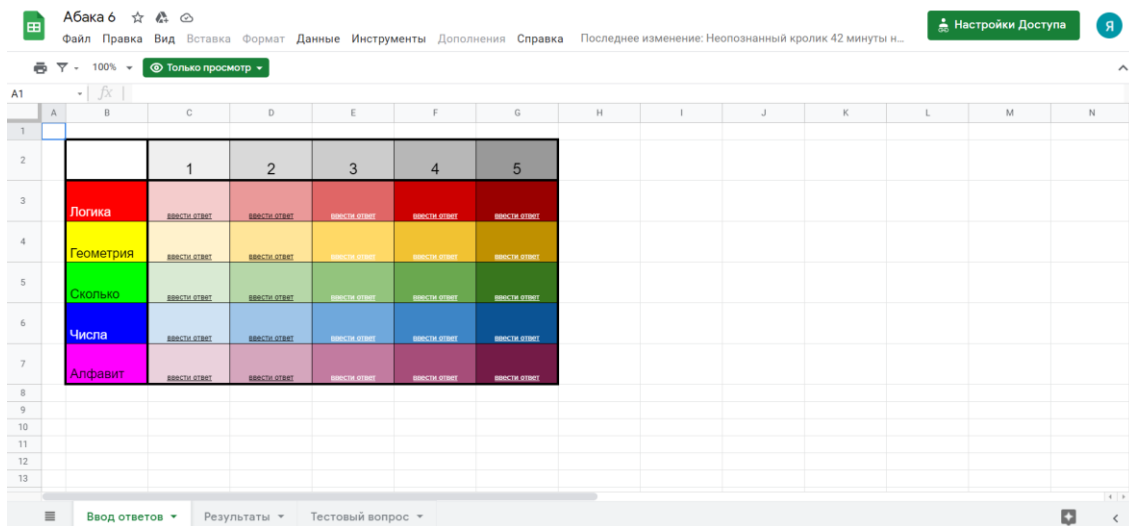 Абака 6
Файл Правка Вид Вставка Формат Данные Инструменты Дополнения Справка Последнее изменение: Неопознанный кролик 42 минуты н...
Настройки Доступа
Я
100% Только просмотр
A1 fx
A B C D E F G H I J K L M N
1
2 1 2 3 4 5
3 Логика ввести ответ ввести ответ ввести ответ ввести ответ ввести ответ
4 Геометрия ввести ответ ввести ответ ввести ответ ввести ответ ввести ответ
5 Сколько ввести ответ ввести ответ ввести ответ ввести ответ ввести ответ
6 Числа ввести ответ ввести ответ ввести ответ ввести ответ ввести ответ
7 Алфавит ввести ответ ввести ответ ввести ответ ввести ответ ввести ответ
8
9
10
11
12
13
Ввод ответов Результаты Тестовый вопрос